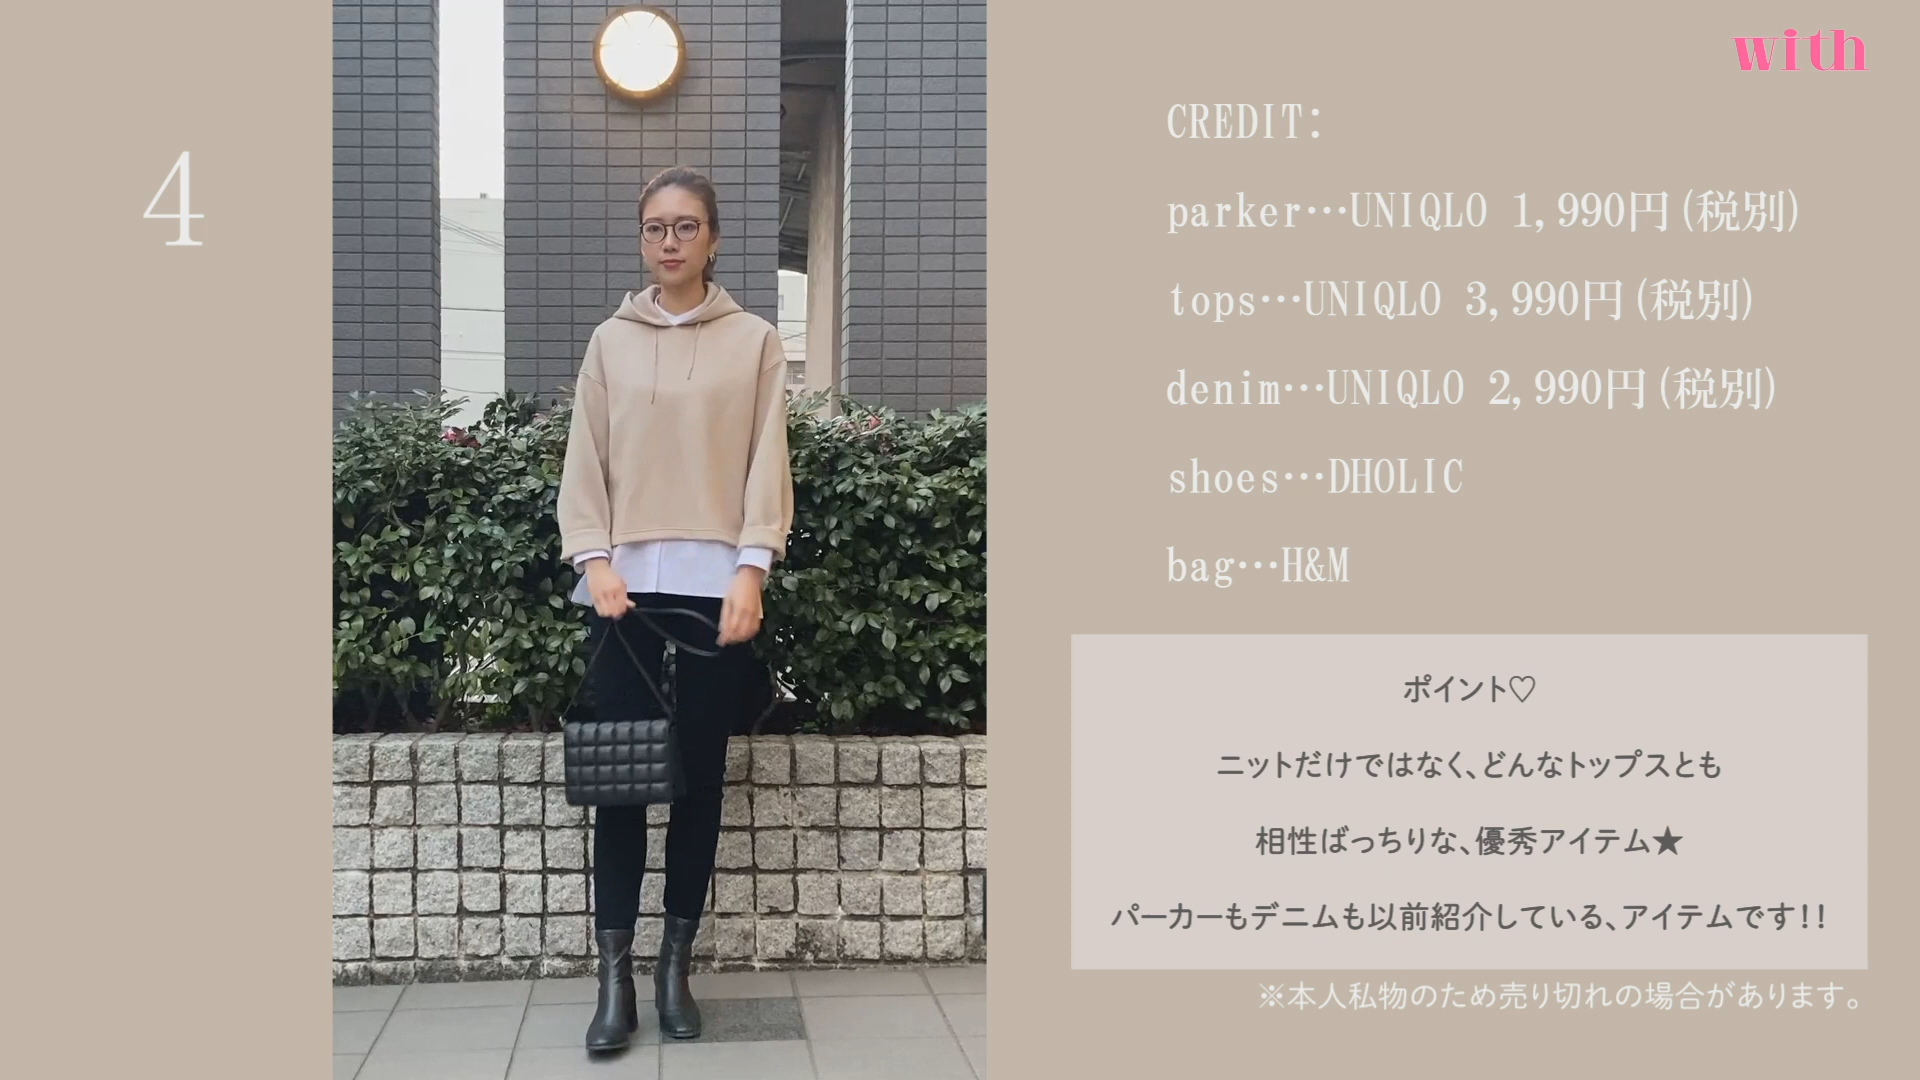 4
with
CREDIT:
parker…UNIQLO 1,990円(税別)
tops…UNIQLO 3,990円(税別)
denim…UNIQLO 2,990円(税別)
shoes…DHOLIC
bag…H&M
ポイント♡
ニットだけではなく、どんなトップスとも
相性ばっちりな、優秀アイテム★
パーカーもデニムも以前紹介している、アイテムです!!
※本人私物のため売り切れの場合があります。